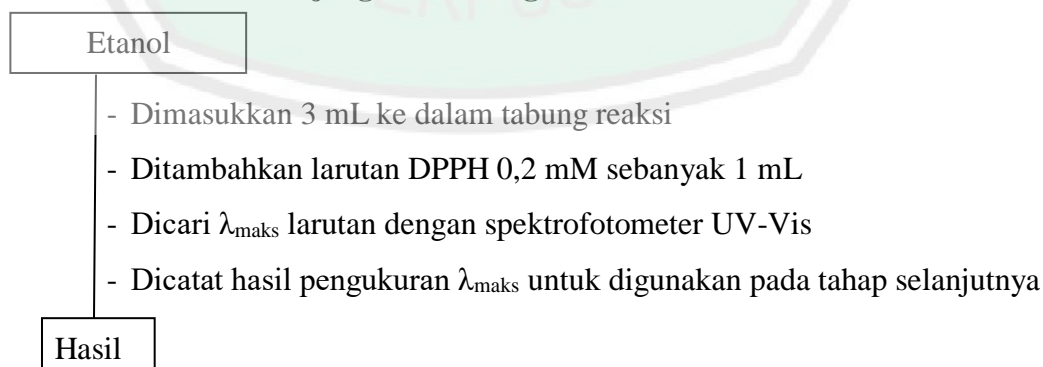 Etanol
- Dimasukkan 3 mL ke dalam tabung reaksi
- Ditambahkan larutan DPPH 0,2 mM sebanyak 1 mL
- Dicari λmaks larutan dengan spektrofotometer UV-Vis
- Dicatat hasil pengukuran λmaks untuk digunakan pada tahap selanjutnya
Hasil